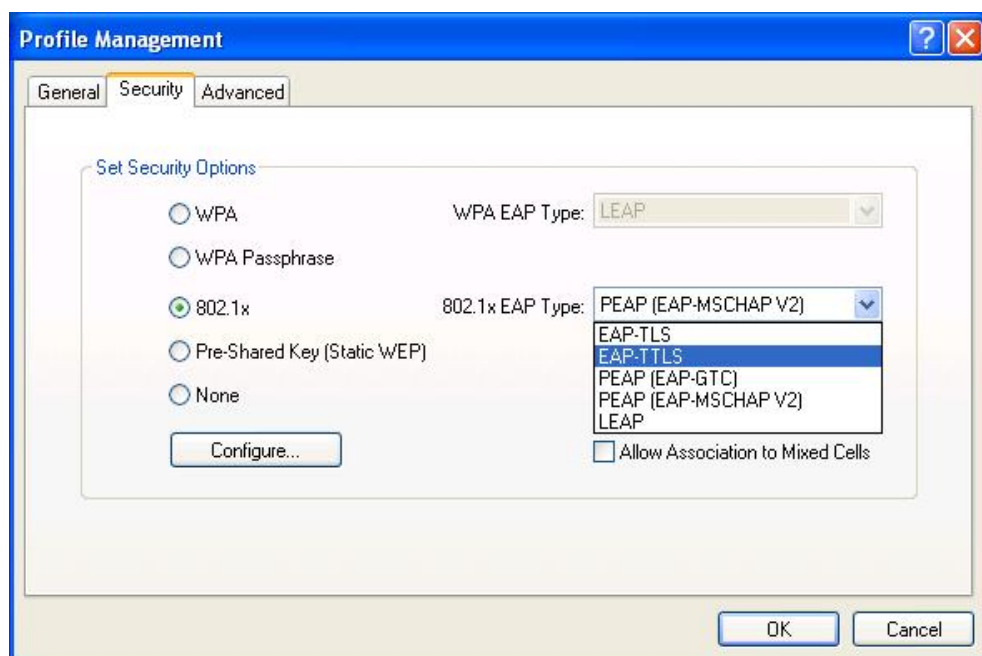 Profile Management
General Security Advanced
Set Security Options
WPA WPA EAP Type: LEAP
WPA Passphrase
802.1x 802.1x EAP Type: PEAP (EAP-MSCHAP V2)
EAP-TLS
EAP-TTLS
Pre-Shared Key (Static WEP)
PEAP (EAP-GTC)
PEAP (EAP-MSCHAP V2)
None
LEAP
Configure...
Allow Association to Mixed Cells
OK Cancel